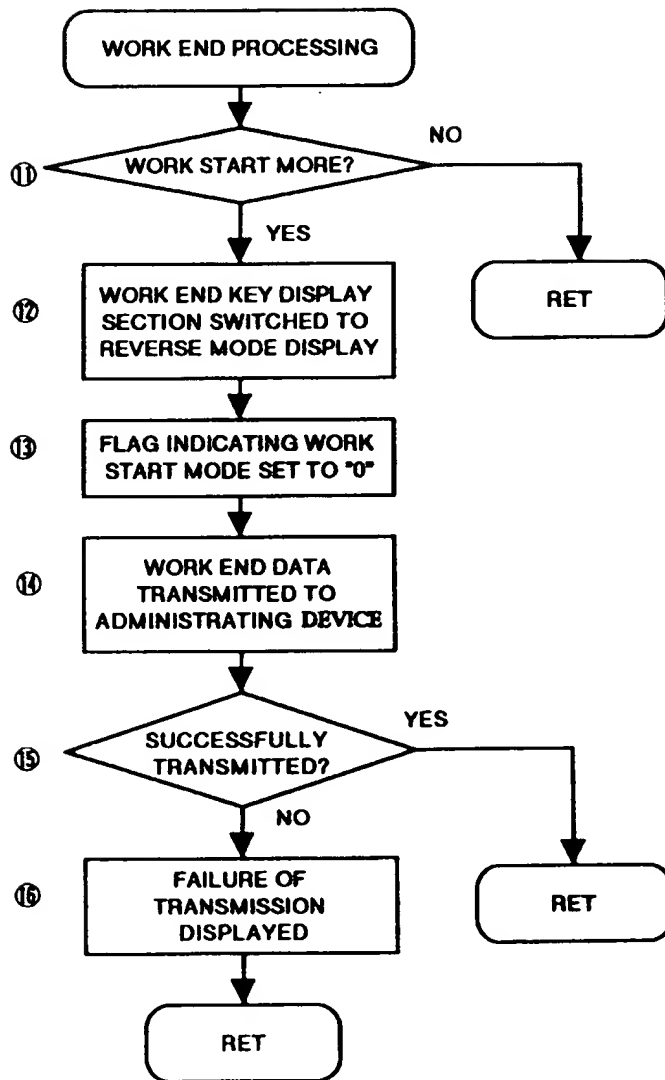 WORK END PROCESSING
NO
⑪
WORK START MORE?
YES
RET
⑫
WORK END KEY DISPLAY
SECTION SWITCHED TO
REVERSE MODE DISPLAY
⑬
FLAG INDICATING WORK
START MODE SET TO "0"
⑭
WORK END DATA
TRANSMITTED TO
ADMINISTRATING DEVICE
YES
⑮
SUCCESSFULLY
TRANSMITTED?
NO
⑯
FAILURE OF
TRANSMISSION
DISPLAYED
RET
RET